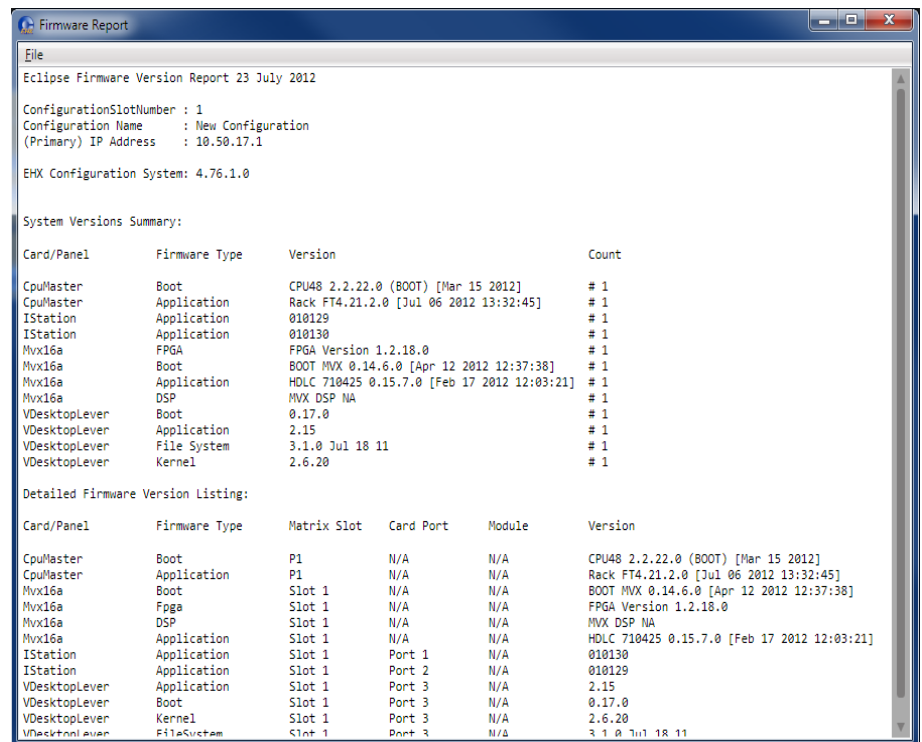 Firmware Report
File
Eclipse Firmware Version Report 23 July 2012
ConfigurationSlotNumber : 1
Configuration Name : New Configuration
(Primary) IP Address : 10.50.17.1
EHX Configuration System: 4.76.1.0
System Versions Summary:
Card/Panel Firmware Type Version Count
CpuMaster Boot CPU48 2.2.22.0 (BOOT) [Mar 15 2012] # 1
CpuMaster Application Rack FT4.21.2.0 [Jul 06 2012 13:32:45] # 1
IStation Application 010129 # 1
IStation Application 010130 # 1
Mvx16a FPGA FPGA Version 1.2.18.0 # 1
Mvx16a Boot BOOT MVX 0.14.6.0 [Apr 12 2012 12:37:38] # 1
Mvx16a Application HDLC 710425 0.15.7.0 [Feb 17 2012 12:03:21] # 1
Mvx16a DSP MVX DSP NA # 1
VDesktopLever Boot 0.17.0 # 1
VDesktopLever Application 2.15 # 1
VDesktopLever File System 3.1.0 Jul 18 11 # 1
VDesktopLever Kernel 2.6.20 # 1
Detailed Firmware Version Listing:
Card/Panel Firmware Type Matrix Slot Card Port Module Version
CpuMaster Boot P1 N/A N/A CPU48 2.2.22.0 (BOOT) [Mar 15 2012]
CpuMaster Application P1 N/A N/A Rack FT4.21.2.0 [Jul 06 2012 13:32:45]
Mvx16a Boot Slot 1 N/A N/A BOOT MVX 0.14.6.0 [Apr 12 2012 12:37:38]
Mvx16a Fpga Slot 1 N/A N/A FPGA Version 1.2.18.0
Mvx16a DSP Slot 1 N/A N/A MVX DSP NA
Mvx16a Application Slot 1 N/A N/A HDLC 710425 0.15.7.0 [Feb 17 2012 12:03:21]
IStation Application Slot 1 Port 1 N/A 010130
IStation Application Slot 1 Port 2 N/A 010129
VDesktopLever Application Slot 1 Port 3 N/A 2.15
VDesktopLever Boot Slot 1 Port 3 N/A 0.17.0
VDesktopLever Kernel Slot 1 Port 3 N/A 2.6.20
VDesktopLever FileSystem Slot 1 Port 3 N/A 3.1.0 Jul 18 11